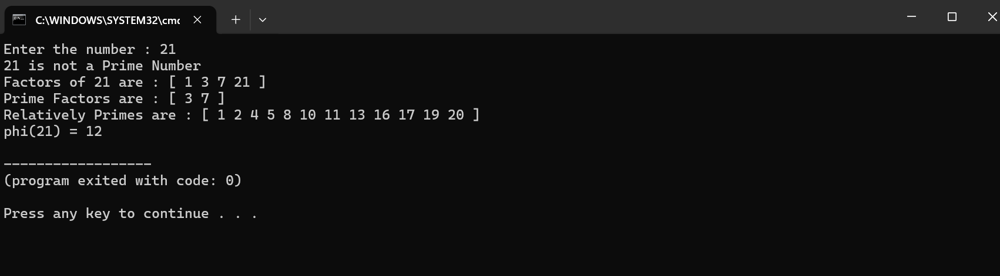 C:\WINDOWS\SYSTEM32\cmc
Enter the number : 21
21 is not a Prime Number
Factors of 21 are : [ 1 3 7 21 ]
Prime Factors are : [ 3 7 ]
Relatively Primes are : [ 1 2 4 5 8 10 11 13 16 17 19 20 ]
phi(21) = 12
------------------
(program exited with code: 0)
Press any key to continue . . .